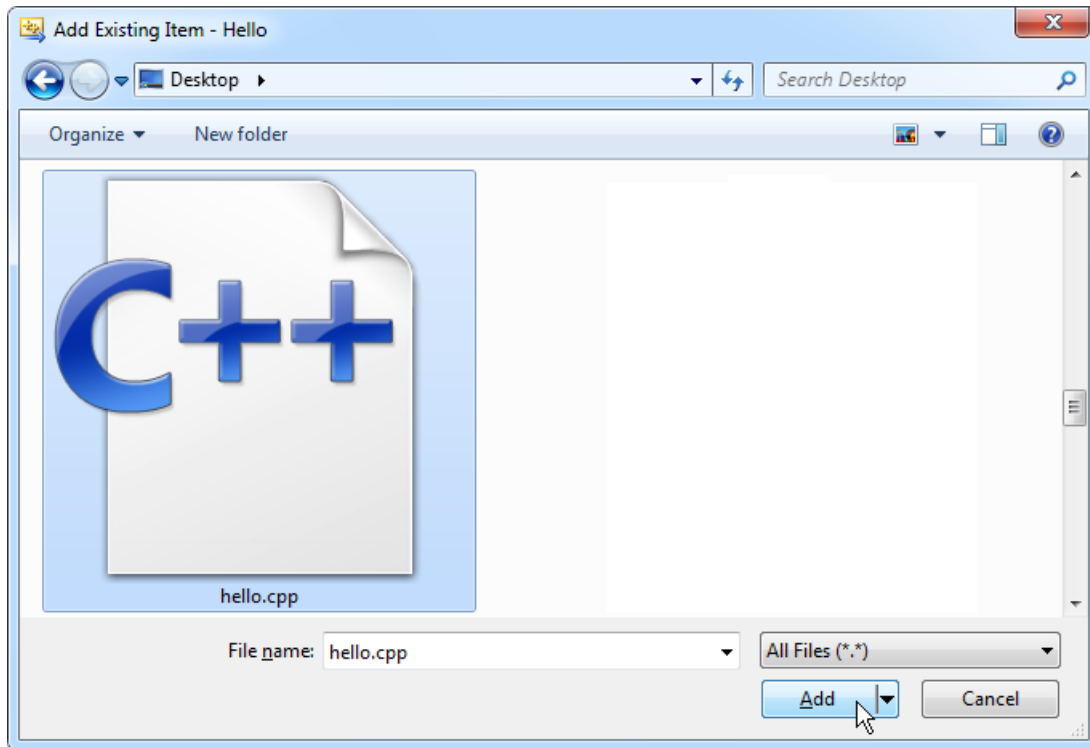 Add Existing Item - Hello
Desktop
Search Desktop
Organize
New folder
C++
hello.cpp
File name: hello.cpp
All Files (*.*)
Add
Cancel